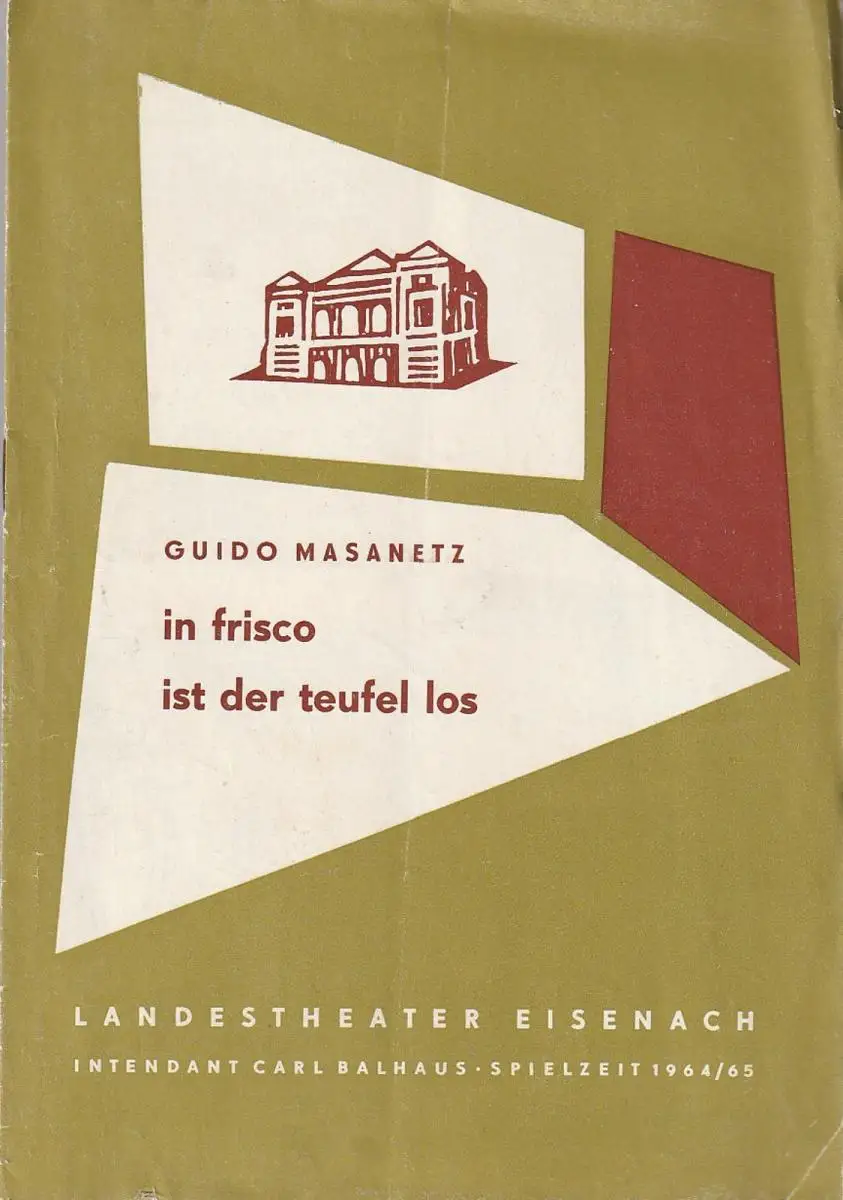 GUIDO MASANETZ
in frisco
ist der teufel los
LANDESTHEATER EISENACH
INTENDANT CARL BALHAUS · SPIELZEIT 1964/65